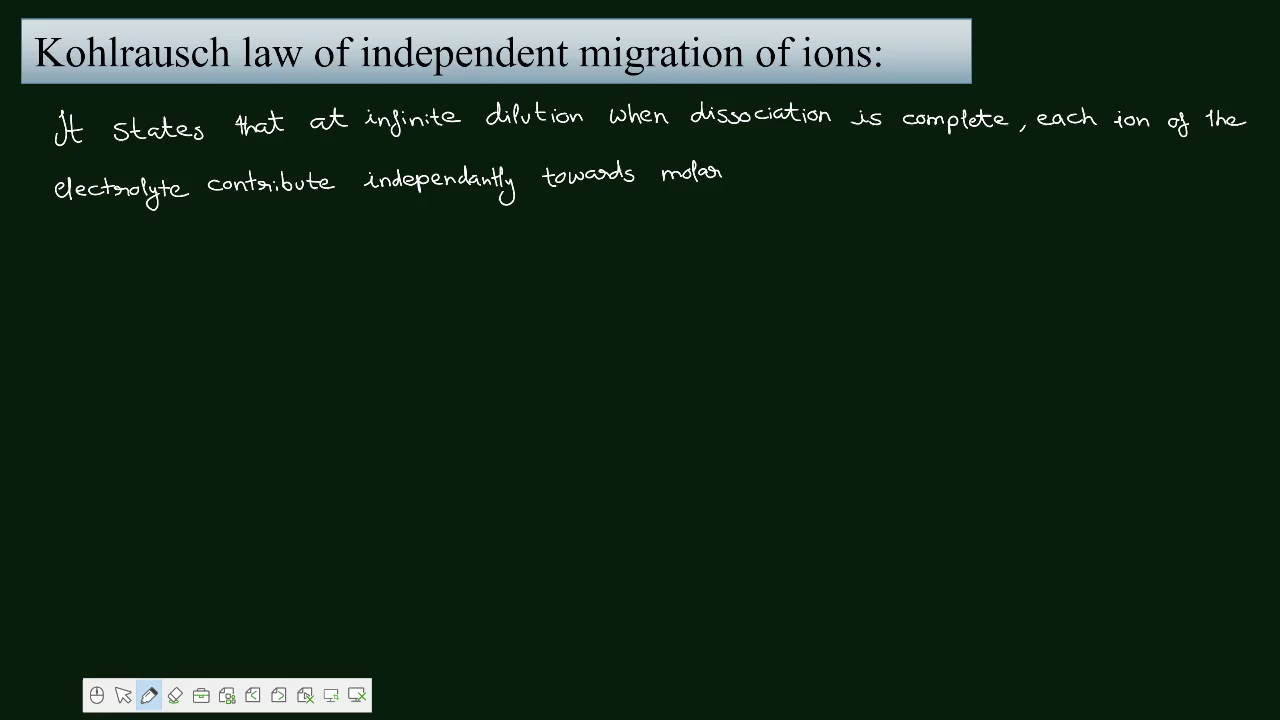 Kohlrausch law of independent migration of ions:
It states that at infinite dilution when dissociation is complete, each ion of the
electrolyte contribute independantly towards molar